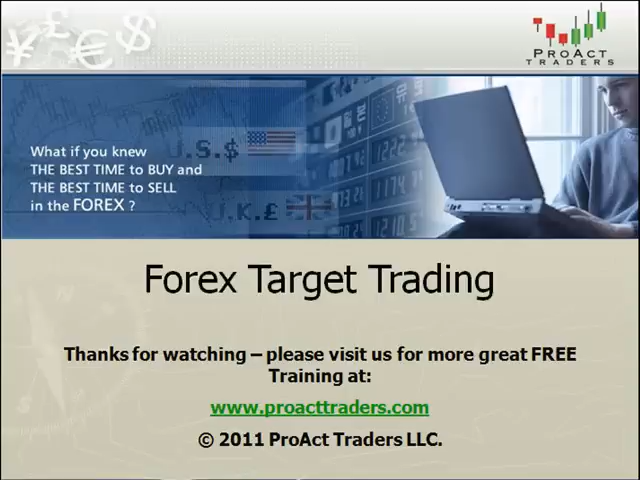 PROACT
TRADERS
What if you knew
THE BEST TIME to BUY and
THE BEST TIME to SELL
in the FOREX ?
U.S.$
U.K.£
Forex Target Trading
Thanks for watching – please visit us for more great FREE
Training at:
www.proacttraders.com
© 2011 ProAct Traders LLC.